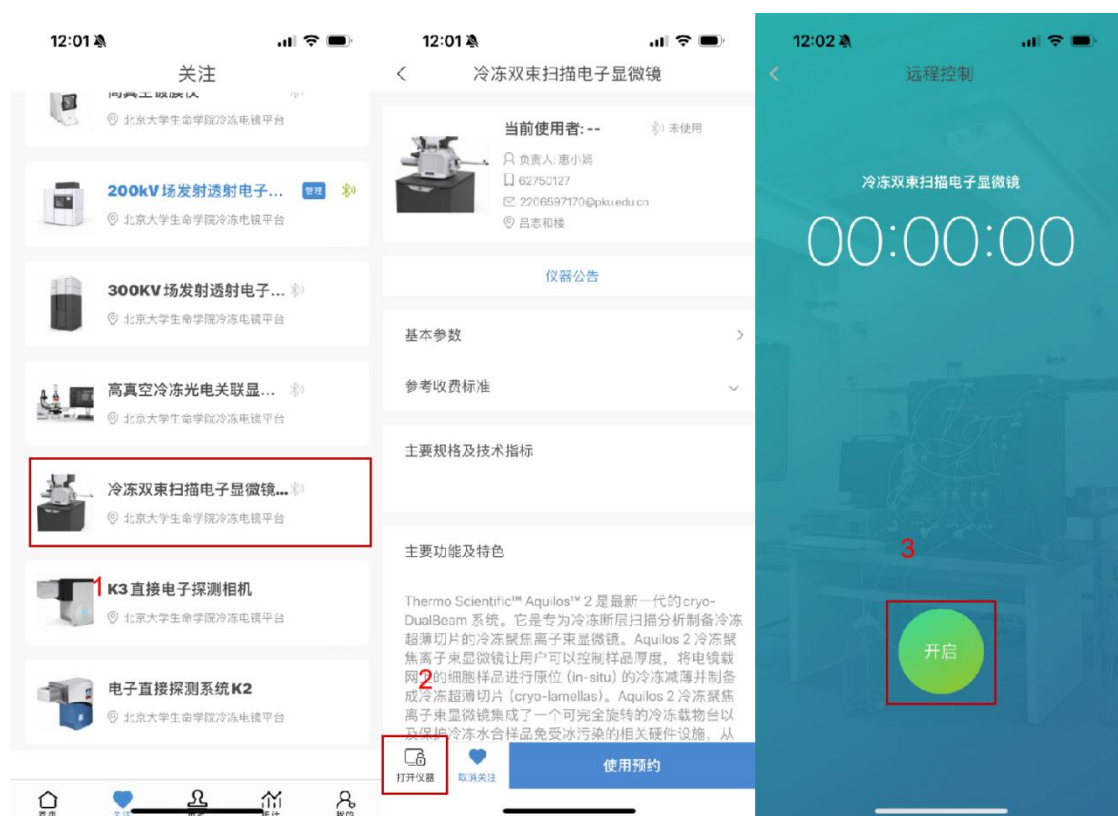 12:01
关注
高真空镀膜仪
北京大学生命学院冷冻电镜平台
200kV 场发射透射电子...
管理
北京大学生命学院冷冻电镜平台
300KV 场发射透射电子...
北京大学生命学院冷冻电镜平台
高真空冷冻光电关联显...
北京大学生命学院冷冻电镜平台
冷冻双束扫描电子显微镜...
北京大学生命学院冷冻电镜平台
1
K3 直接电子探测相机
北京大学生命学院冷冻电镜平台
电子直接探测系统 K2
北京大学生命学院冷冻电镜平台
12:01
冷冻双束扫描电子显微镜
当前使用者: --
未使用
负责人: 惠小娟
62750127
2206597170@pku.edu.cn
吕志和楼
仪器公告
基本参数
参考收费标准
主要规格及技术指标
主要功能及特色
Thermo Scientific™ Aquilos™ 2 是最新一代的cryo-
DualBeam 系统。它是专为冷冻断层扫描分析制备冷冻
超薄切片的冷冻聚焦离子束显微镜。Aquilos 2 冷冻聚
焦离子束显微镜让用户可以控制样品厚度，将电镜载
网上的细胞样品进行原位 (in-situ) 的冷冻减薄并制备
成冷冻超薄切片 (cryo-lamellas)。Aquilos 2 冷冻聚焦
离子束显微镜集成了一个可完全旋转的冷冻载物台以
及保护冷冻水合样品免受冰污染的相关硬件设施，从
2
打开仪器
取消关注
使用预约
12:02
远程控制
冷冻双束扫描电子显微镜
00:00:00
3
开启